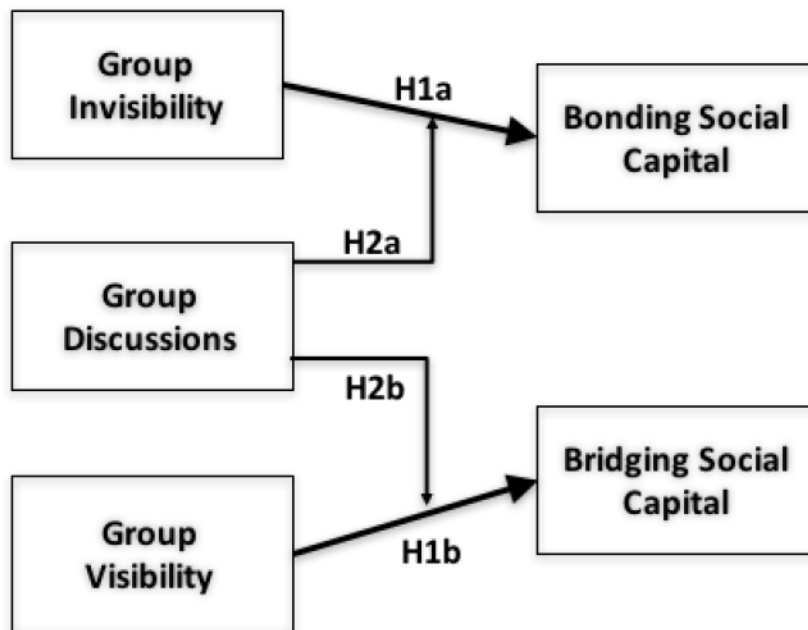 Group
Invisibility
H1a
Bonding Social
Capital
H2a
Group
Discussions
H2b
Bridging Social
Capital
Group
Visibility
H1b